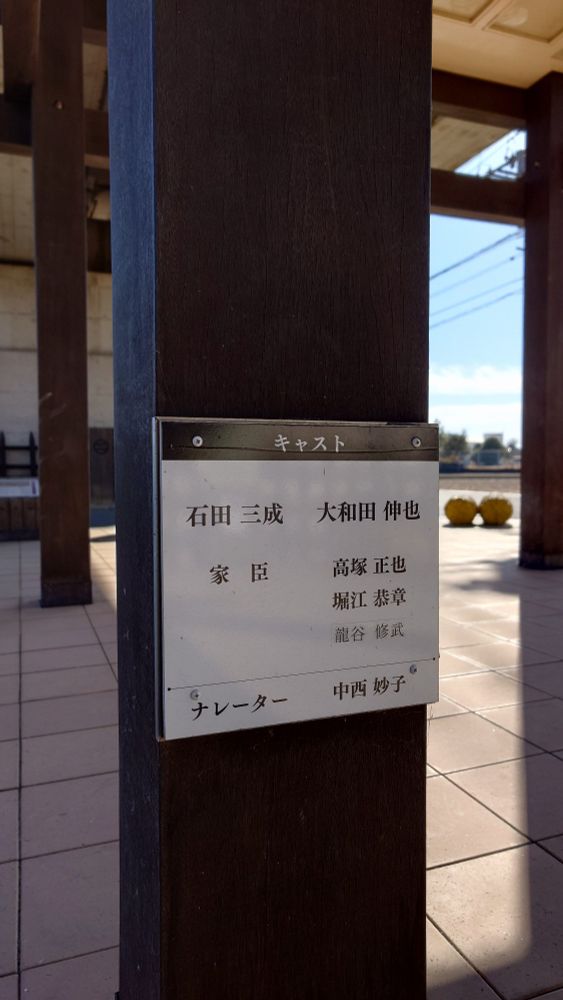 キャスト
石田 三成 大和田 伸也
家 臣 高塚 正也
堀江 恭章
龍谷 修武
ナレーター 中西 妙子